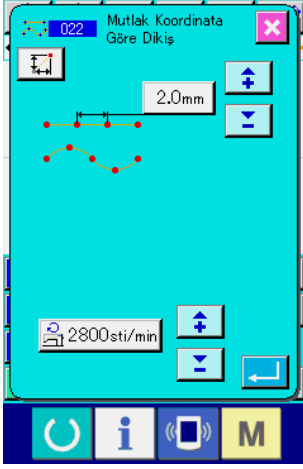 022
Mutlak Koordinata
Göre Dikiş
2.0mm
2800sti/min
i
M